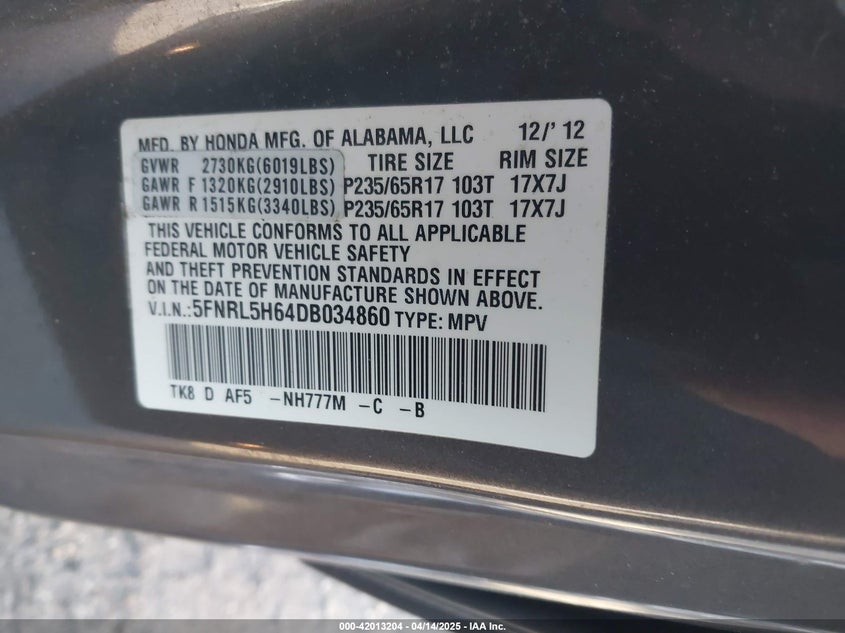 MFD. BY HONDA MFG. OF ALABAMA, LLC 12/'12
GVWR 2730KG(6019LBS) TIRE SIZE RIM SIZE
GAWR F 1320KG(2910LBS) P235/65R17 103T 17X7J
GAWR R 1515KG(3340LBS) P235/65R17 103T 17X7J
THIS VEHICLE CONFORMS TO ALL APPLICABLE
FEDERAL MOTOR VEHICLE SAFETY
AND THEFT PREVENTION STANDARDS IN EFFECT
ON THE DATE OF MANUFACTURE SHOWN ABOVE.
V.I.N.:5FNRL5H64DB034860 TYPE: MPV
TK8 D AF5 -NH777M -C -B
000-42013204 - 04/14/2025 - IAA Inc.